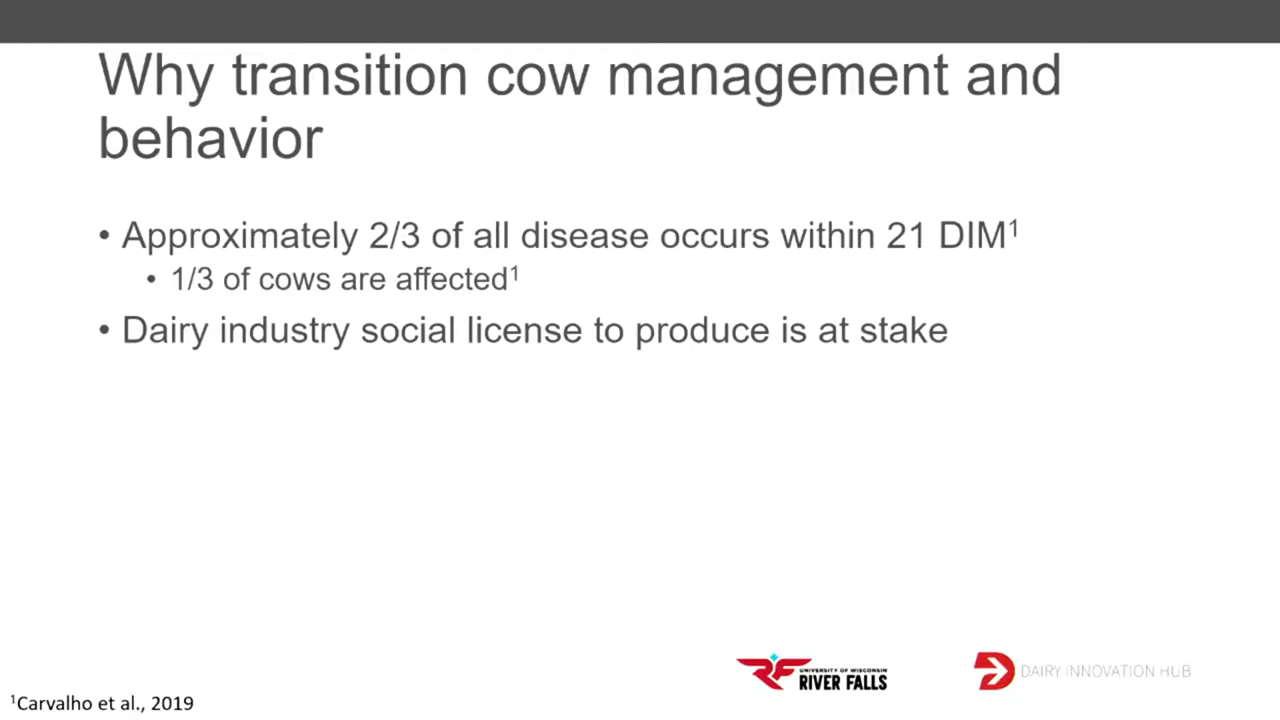 Why transition cow management and
behavior
• Approximately 2/3 of all disease occurs within 21 DIM¹
• 1/3 of cows are affected¹
• Dairy industry social license to produce is at stake
UNIVERSITY OF WISCONSIN
RIVER FALLS
DAIRY INNOVATION HUB
¹Carvalho et al., 2019